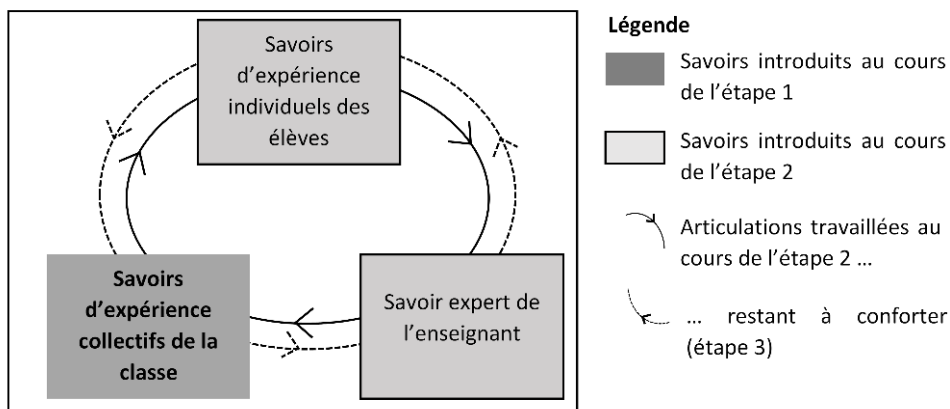 Savoirs
d'expérience
individuels des
élèves
Savoirs
d'expérience
collectifs de la
classe
Savoir expert de
l'enseignant
Légende
Savoirs introduits au cours
de l'étape 1
Savoirs introduits au cours
de l'étape 2
Articulations travaillées au
cours de l'étape 2 ...
... restant à conforter
(étape 3)